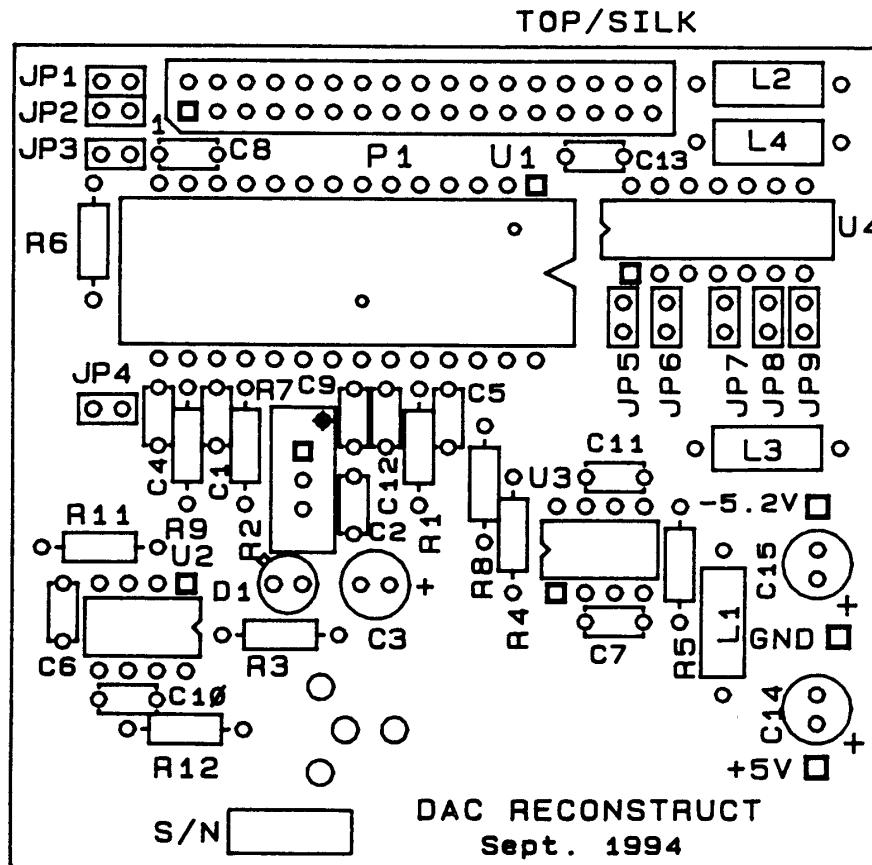 TOP/SILK
JP1
L2
JP2
1
JP3
C8
P1
U1
C13
L4
R6
U4
JP4
R7
C9
C5
JP5
JP6
JP7
JP8
JP9
C4
C1
C12
L3
C11
U3
-5.2V
R11
R9
R2
C2
R1
U2
D1
R8
C15
+
C3
+
R4
C6
R3
C7
R5
L1
GND
C10
C14
+
R12
+5V
S/N
DAC RECONSTRUCT
Sept. 1994